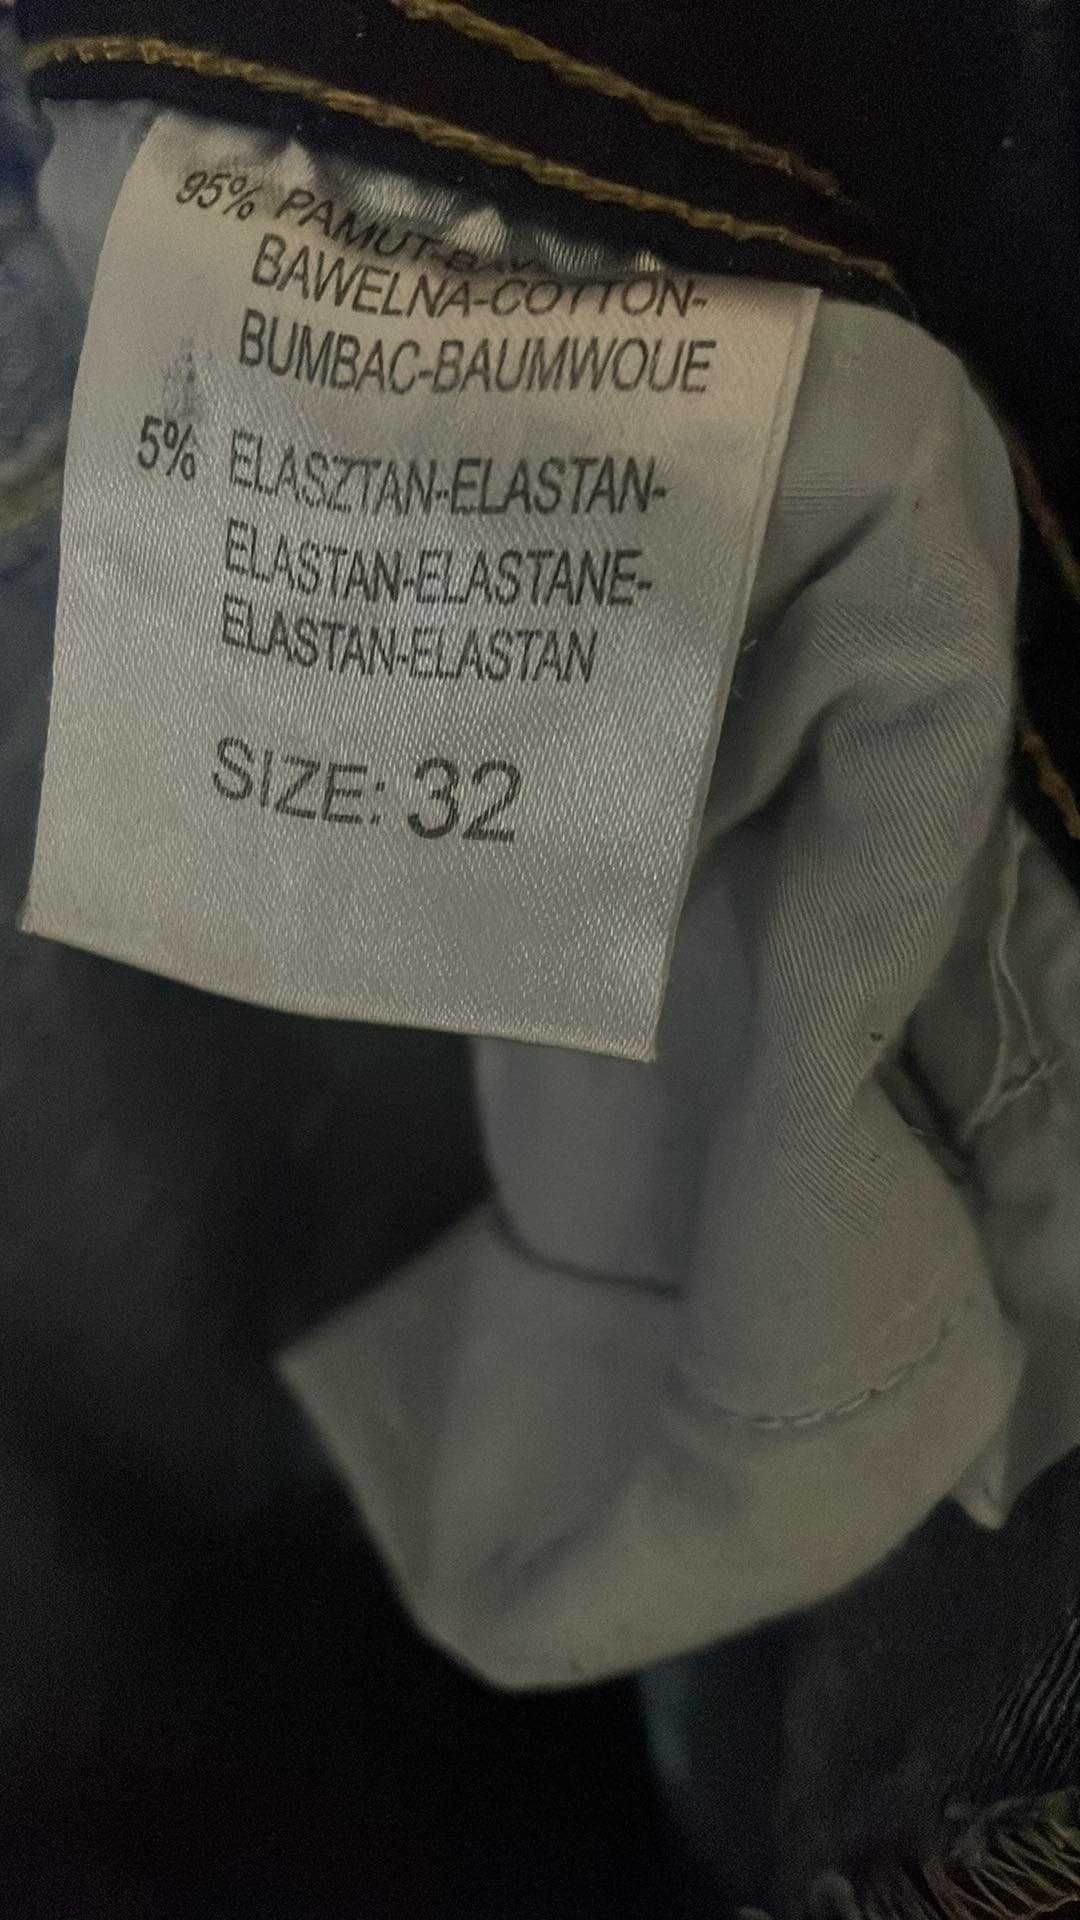 95% PAMUT-
BAWELNA-COTTON-
BUMBAC-BAUMWOUE
5% ELASZTAN-ELASTAN-
ELASTAN-ELASTANE-
ELASTAN-ELASTAN
SIZE: 32